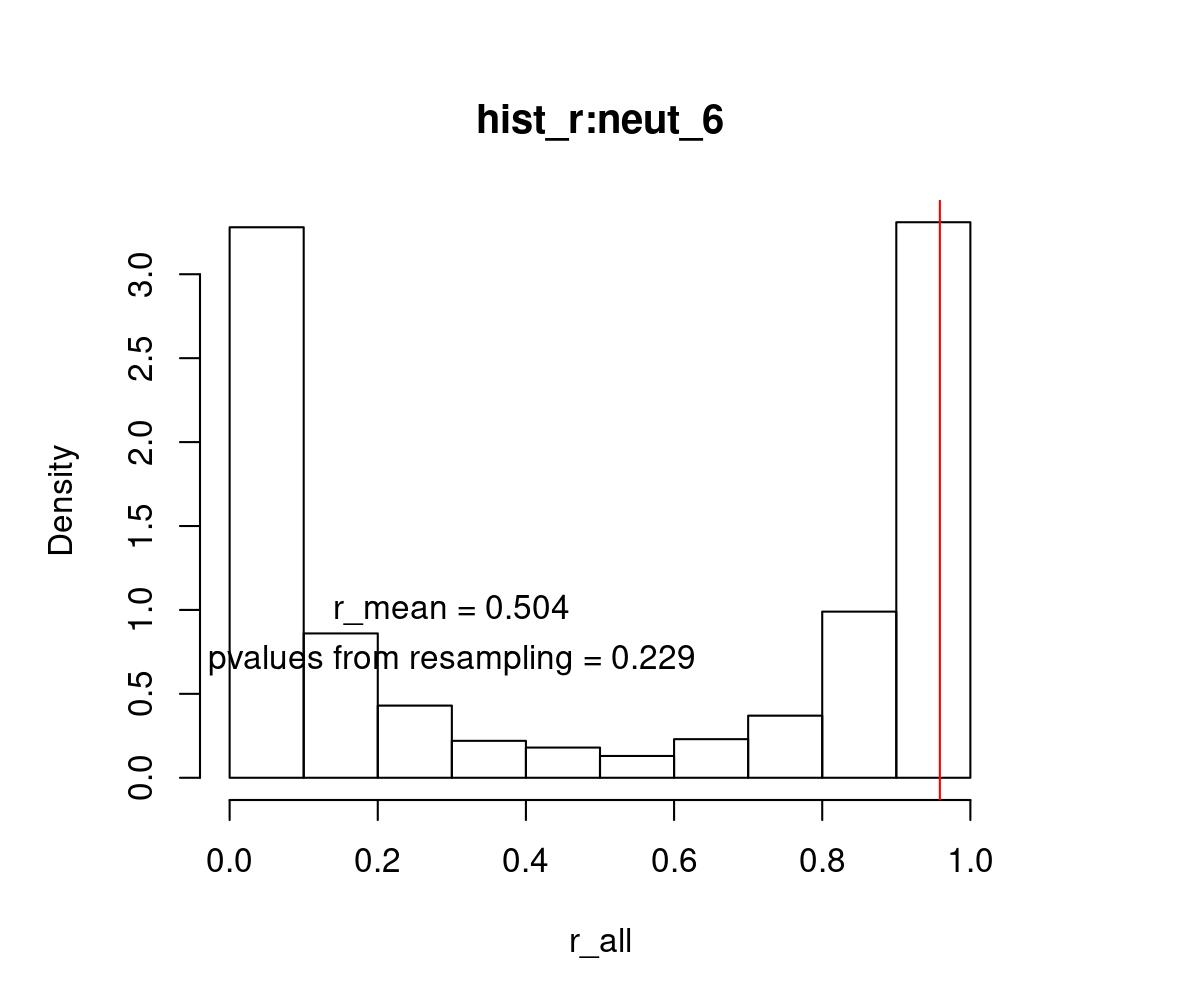 hist_r:neut_6
3.0
2.5
2.0
1.5
1.0
0.5
0.0
Density
r_mean = 0.504
pvalues from resampling = 0.229
0.0 0.2 0.4 0.6 0.8 1.0
r_all